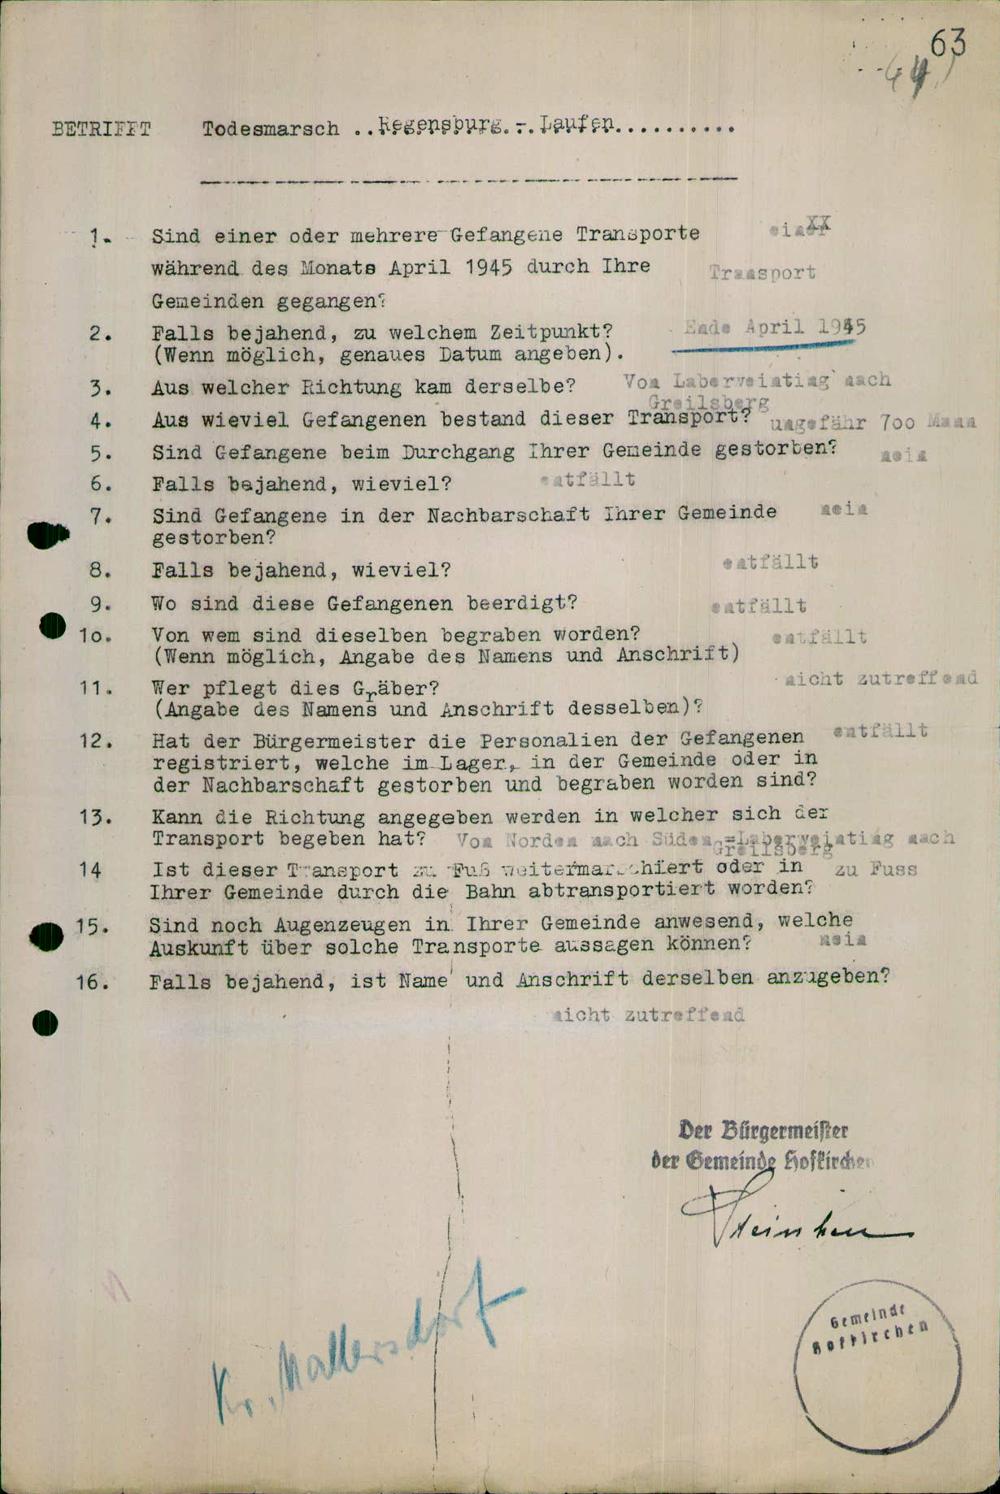 63
44
BETRIFFT Todesmarsch ..Regensburg.-.Laufen...........
1. Sind einer oder mehrere Gefangene Transporte einer XX
während des Monats April 1945 durch Ihre Transport
Gemeinden gegangen?
2. Falls bejahend, zu welchem Zeitpunkt? Ende April 1945
(Wenn möglich, genaues Datum angeben).
3. Aus welcher Richtung kam derselbe? Von Laberweinting nach
Greilsberg
4. Aus wieviel Gefangenen bestand dieser Transport? ungefähr 7oo Mann
5. Sind Gefangene beim Durchgang Ihrer Gemeinde gestorben? nein
6. Falls bajahend, wieviel? entfällt
7. Sind Gefangene in der Nachbarschaft Ihrer Gemeinde nein
gestorben?
8. Falls bejahend, wieviel? entfällt
9. Wo sind diese Gefangenen beerdigt? entfällt
1o. Von wem sind dieselben begraben worden? entfällt
(Wenn möglich, Angabe des Namens und Anschrift)
11. Wer pflegt dies Gräber? nicht zutreffend
(Angabe des Namens und Anschrift desselben)?
12. Hat der Bürgermeister die Personalien der Gefangenen entfällt
registriert, welche im Lager, in der Gemeinde oder in
der Nachbarschaft gestorben und begraben worden sind?
13. Kann die Richtung angegeben werden in welcher sich der
Transport begeben hat? Von Norden nach Süden =Laberweinting nach
Greilsberg
14 Ist dieser Transport zu Fuß weitermarschiert oder in zu Fuss
Ihrer Gemeinde durch die Bahn abtransportiert worden?
15. Sind noch Augenzeugen in Ihrer Gemeinde anwesend, welche
Auskunft über solche Transporte aussagen können? nein
16. Falls bejahend, ist Name und Anschrift derselben anzugeben?
nicht zutreffend
Der Bürgermeister
der Gemeinde Hofkirchen
Gemeinde
Hofkirchen
Kr. Mallersdorf